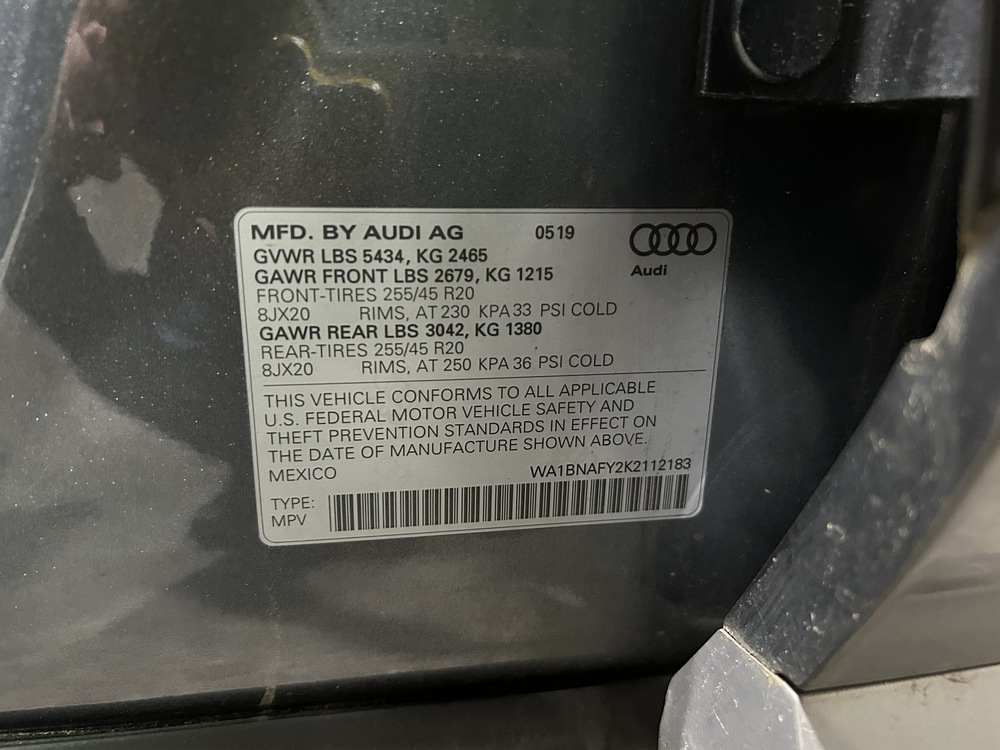 MFD. BY AUDI AG 0519
GVWR LBS 5434, KG 2465
GAWR FRONT LBS 2679, KG 1215
Audi
FRONT-TIRES 255/45 R20
8JX20 RIMS, AT 230 KPA 33 PSI COLD
GAWR REAR LBS 3042, KG 1380
REAR-TIRES 255/45 R20
8JX20 RIMS, AT 250 KPA 36 PSI COLD
THIS VEHICLE CONFORMS TO ALL APPLICABLE
U.S. FEDERAL MOTOR VEHICLE SAFETY AND
THEFT PREVENTION STANDARDS IN EFFECT ON
THE DATE OF MANUFACTURE SHOWN ABOVE.
MEXICO WA1BNAFY2K2112183
TYPE:
MPV